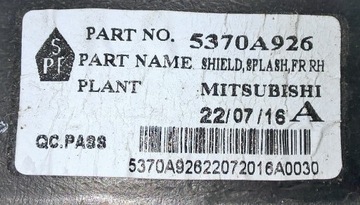 SPI
PART NO. 5370A926
PART NAME SHIELD,SPLASH,FR RH
PLANT MITSUBISHI
22/07/16 A
QC.PASS
5370A92622072016A0030